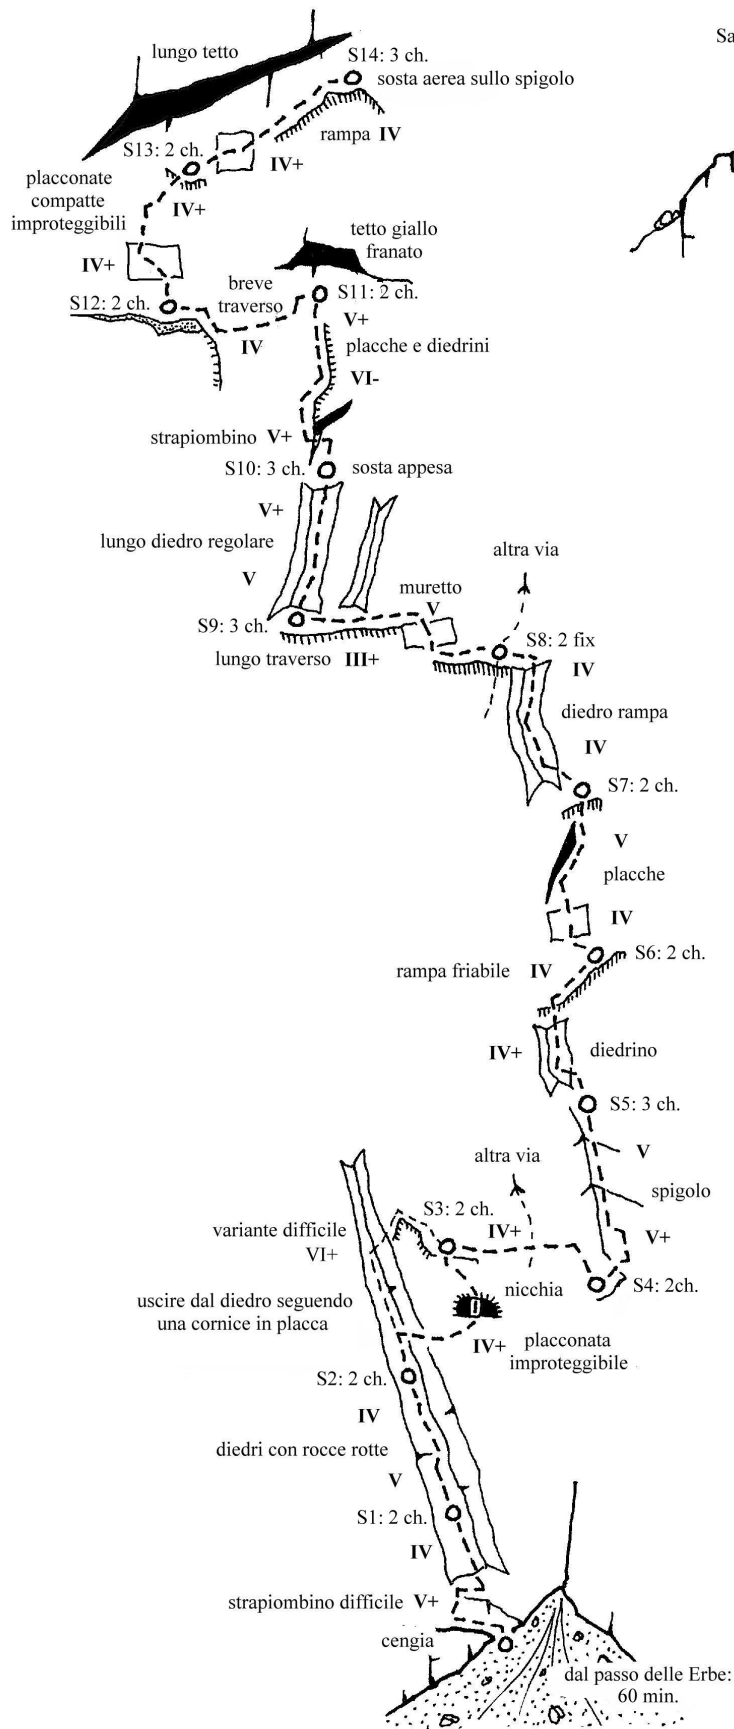 lungo tetto
S14: 3 ch.
sosta aerea sullo spigolo
Sa
rampa IV
S13: 2 ch.
IV+
placconate
compatte
improteggibili
IV+
IV+
tetto giallo
franato
breve
traverso
S12: 2 ch.
S11: 2 ch.
IV
V+
placche e diedrini
VI-
strapiombino V+
S10: 3 ch.
sosta appesa
V+
lungo diedro regolare
V
altra via
muretto
V
S9: 3 ch.
lungo traverso III+
S8: 2 fix
IV
diedro rampa
IV
S7: 2 ch.
V
placche
IV
S6: 2 ch.
rampa friabile IV
IV+
diedrino
S5: 3 ch.
V
altra via
spigolo
S3: 2 ch.
IV+
V+
variante difficile
VI+
S4: 2ch.
nicchia
uscire dal diedro seguendo
una cornice in placca
IV+ placconata
improteggibile
S2: 2 ch.
IV
diedri con rocce rotte
V
S1: 2 ch.
IV
strapiombino difficile V+
cengia
dal passo delle Erbe:
60 min.